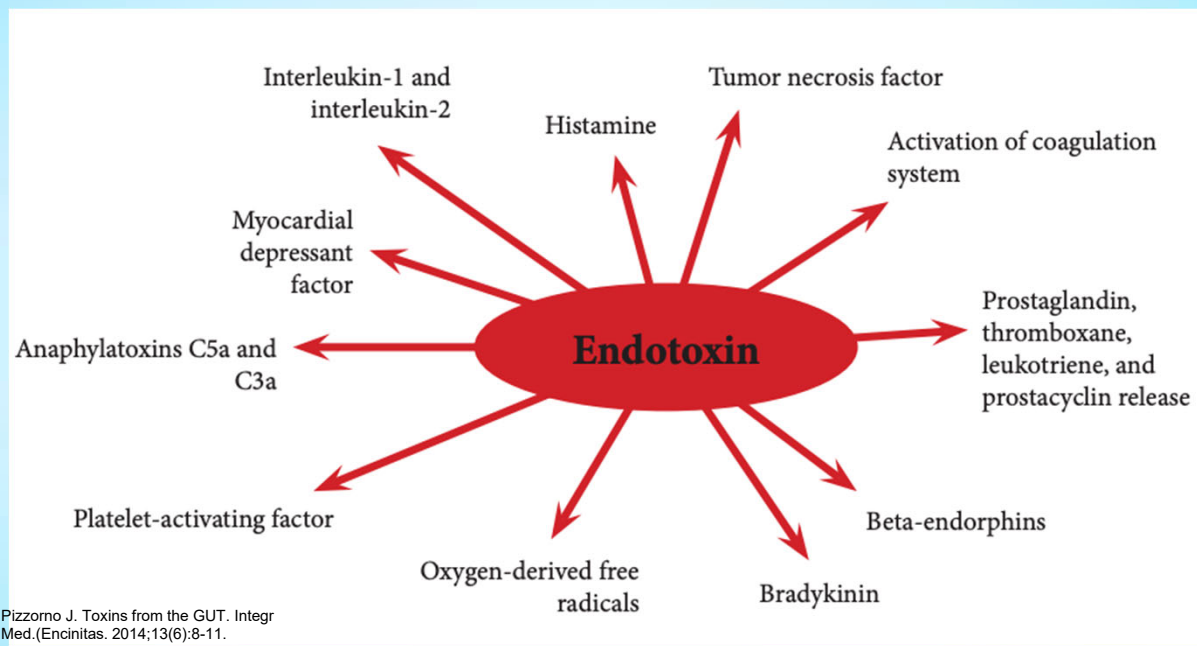 Interleukin-1 and
interleukin-2
Histamine
Tumor necrosis factor
Activation of coagulation
system
Myocardial
depressant
factor
Prostaglandin,
thromboxane,
leukotriene, and
prostacyclin release
Anaphylatoxins C5a and
C3a
Endotoxin
Platelet-activating factor
Beta-endorphins
Oxygen-derived free
radicals
Bradykinin
Pizzorno J. Toxins from the GUT. Integr
Med.(Encinitas. 2014;13(6):8-11.